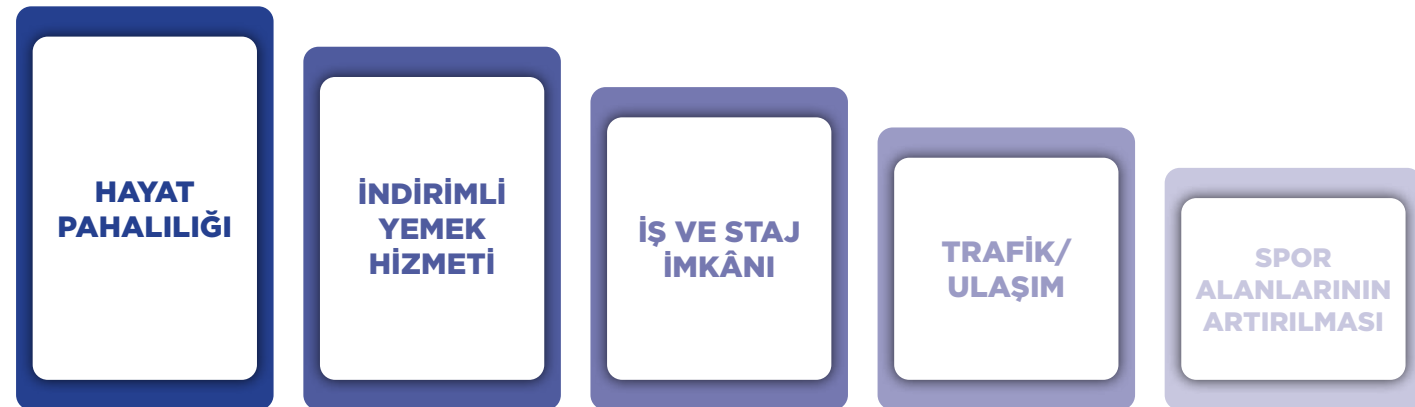 HAYAT
PAHALILIĞI
İNDİRİMLİ
YEMEK
HİZMETİ
İŞ VE STAJ
İMKÂNI
TRAFİK/
ULAŞIM
SPOR
ALANLARININ
ARTIRILMASI